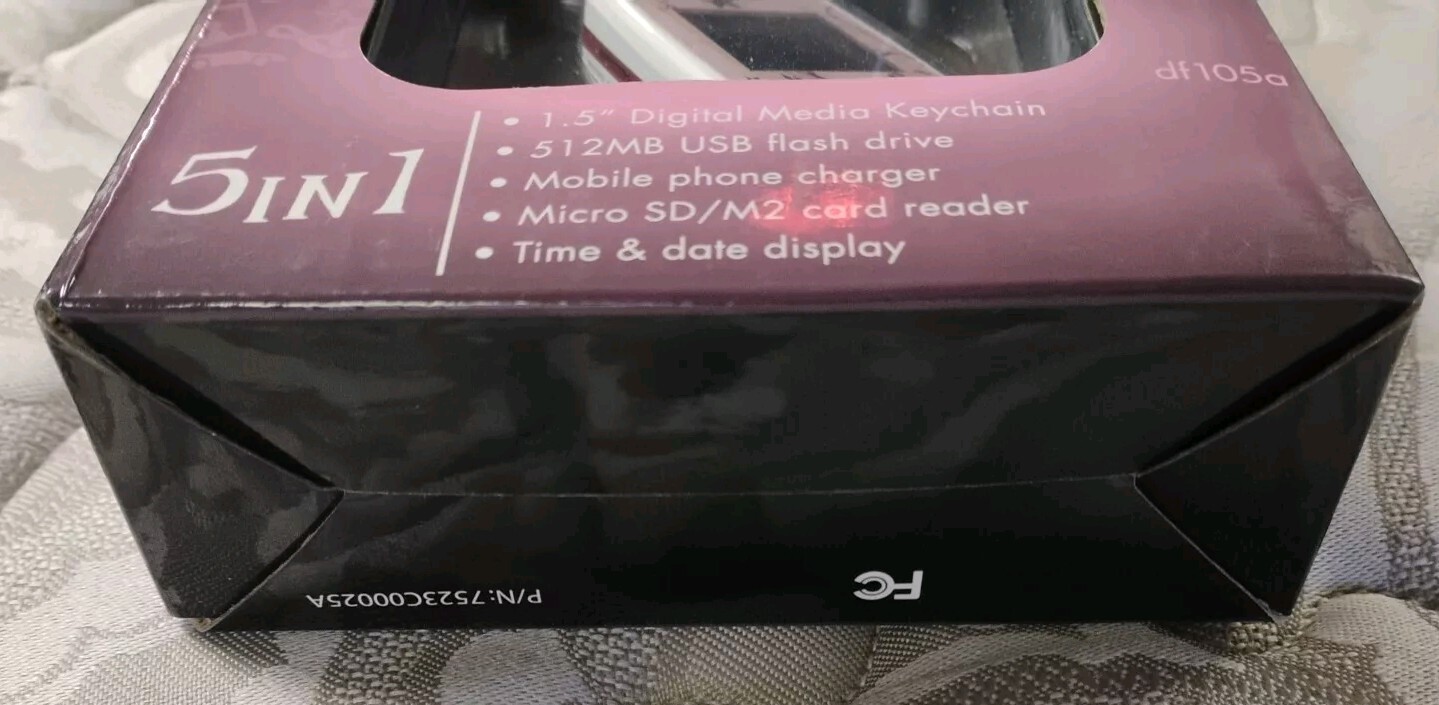 df105a
5IN1
• 1.5" Digital Media Keychain
• 512MB USB flash drive
• Mobile phone charger
• Micro SD/M2 card reader
• Time & date display
P/N:7523C00025A
FC